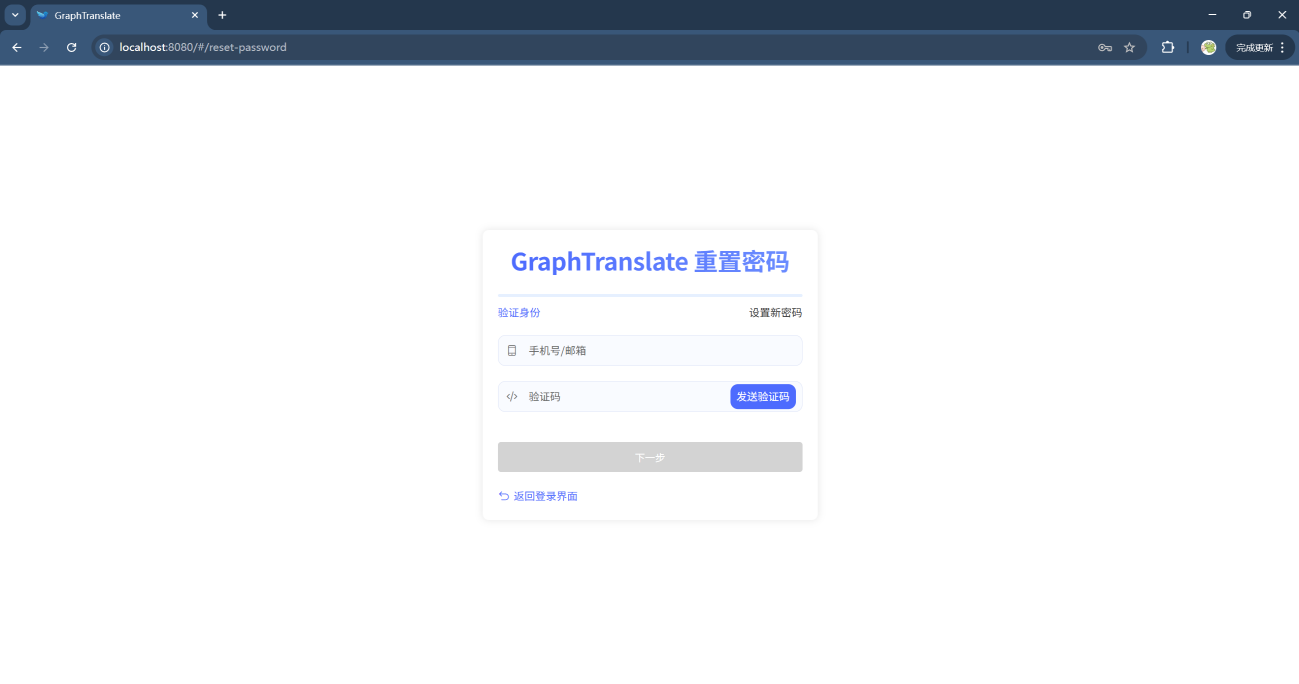 GraphTranslate
localhost:8080/#/reset-password
完成更新
GraphTranslate 重置密码
验证身份 设置新密码
手机号/邮箱
</> 验证码 发送验证码
下一步
返回登录界面